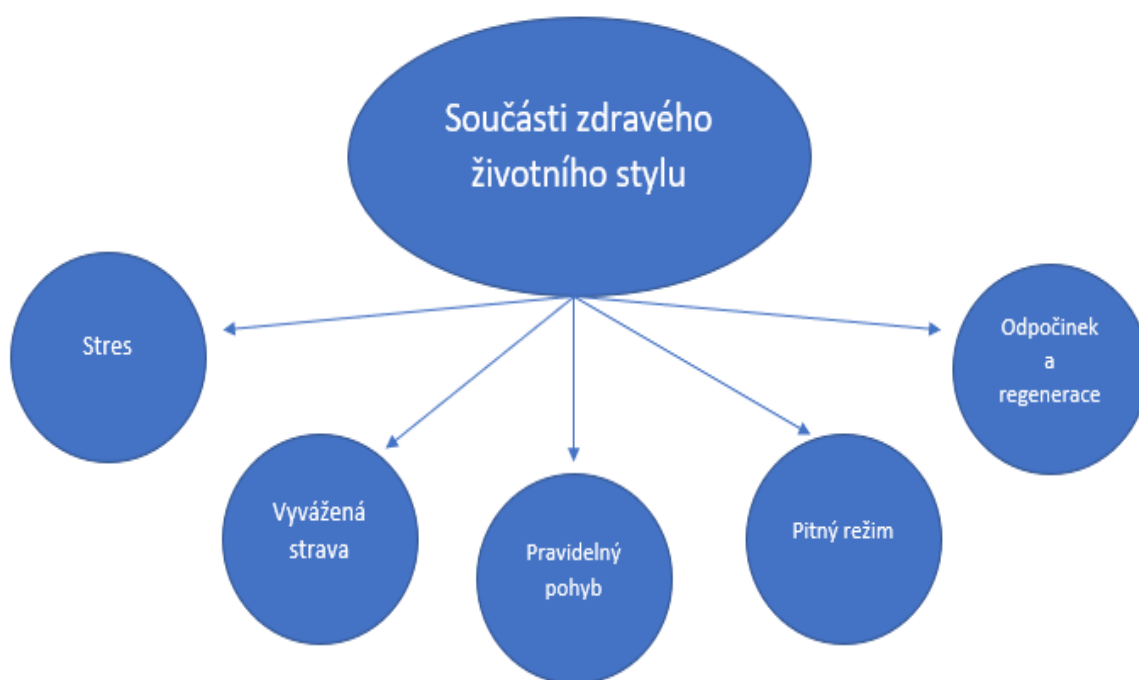 Součásti zdravého
životního stylu
Stres
Vyvážená
strava
Pravidelný
pohyb
Pitný režim
Odpočinek
a
regenerace